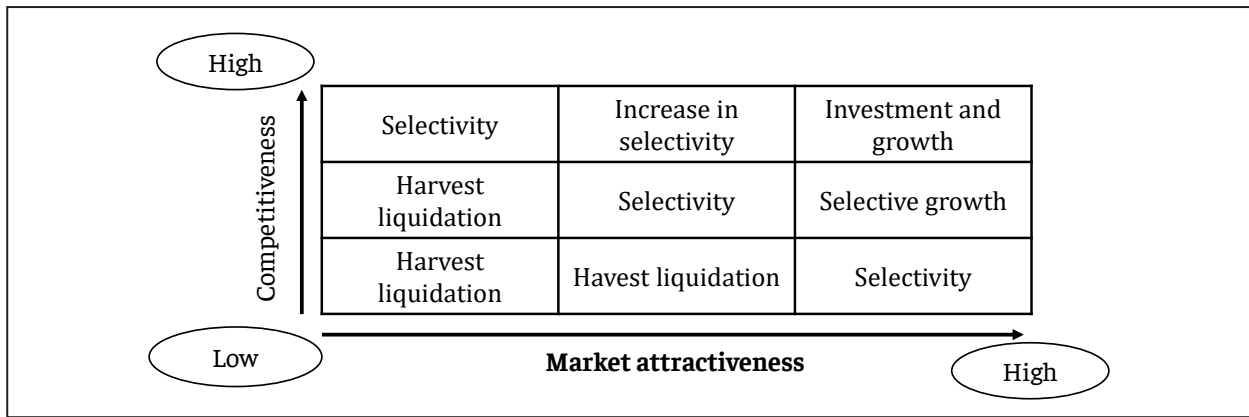 High
Competitiveness
Selectivity
Increase in
selectivity
Investment and
growth
Harvest
liquidation
Selectivity
Selective growth
Harvest
liquidation
Havest liquidation
Selectivity
Low
Market attractiveness
High